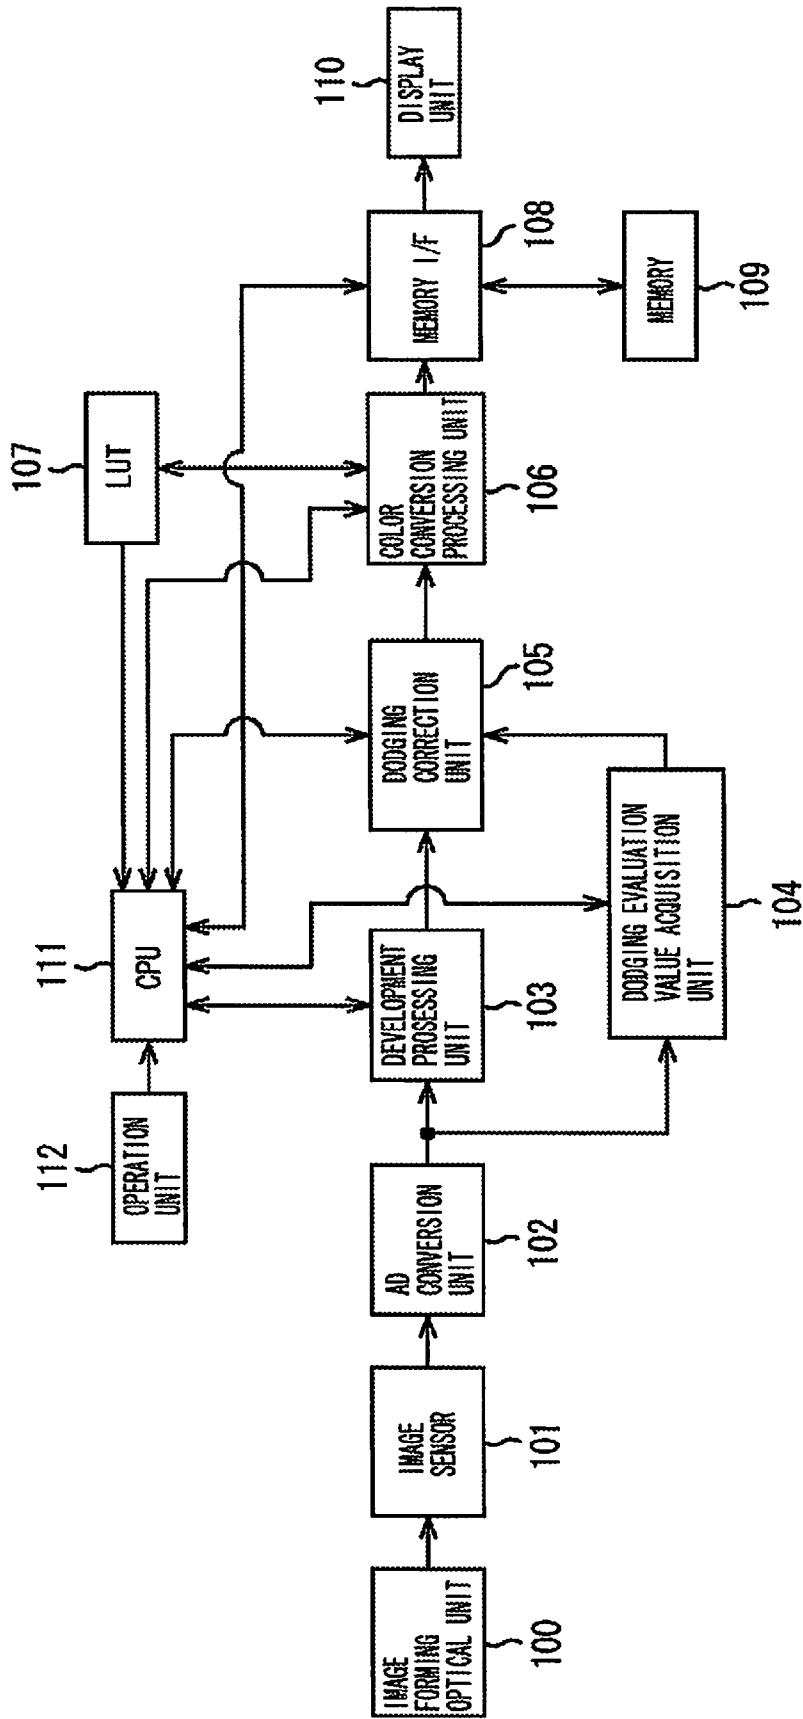 107
LUT
110
DISPLAY
UNIT
111
CPU
112
OPERATION
UNIT
IMAGE
FORMING
OPTICAL UNIT
100
IMAGE
SENSOR
101
AD
CONVERSION
UNIT
102
DEVELOPMENT
PROSESSING
UNIT
103
DODGING
CORRECTION
UNIT
105
COLOR
CONVERSION
PROCESSING UNIT
106
MEMORY I/F
108
DODGING EVALUATION
VALUE ACQUISITION
UNIT
104
MEMORY
109